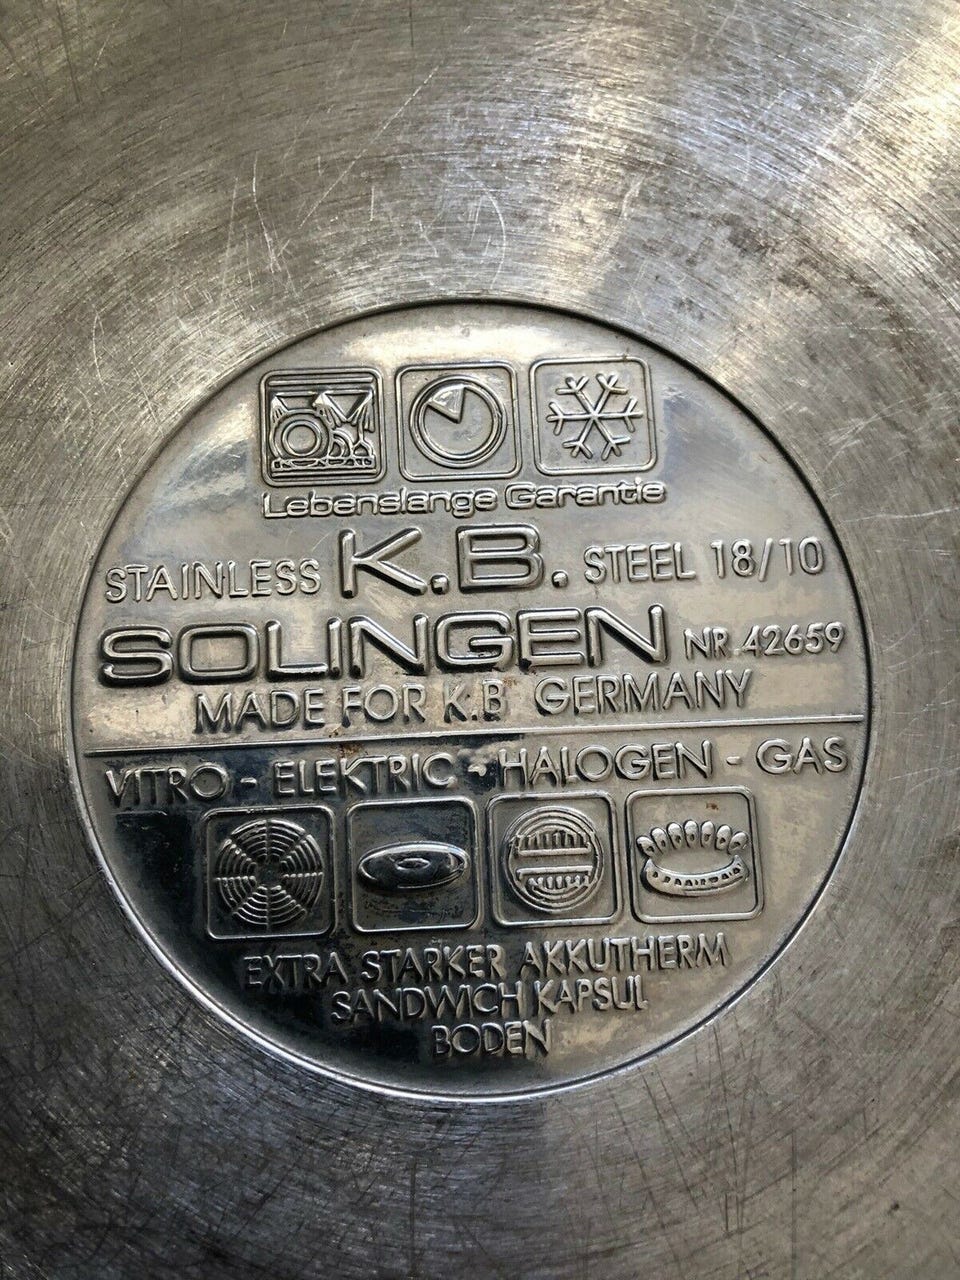 Lebenslange Garantie
STAINLESS K.B. STEEL 18/10
SOLINGEN NR. 42659
MADE FOR K.B GERMANY
VITRO - ELEKTRIC - HALOGEN - GAS
EXTRA STARKER AKKUTHERM
SANDWICH KAPSUL
BODEN